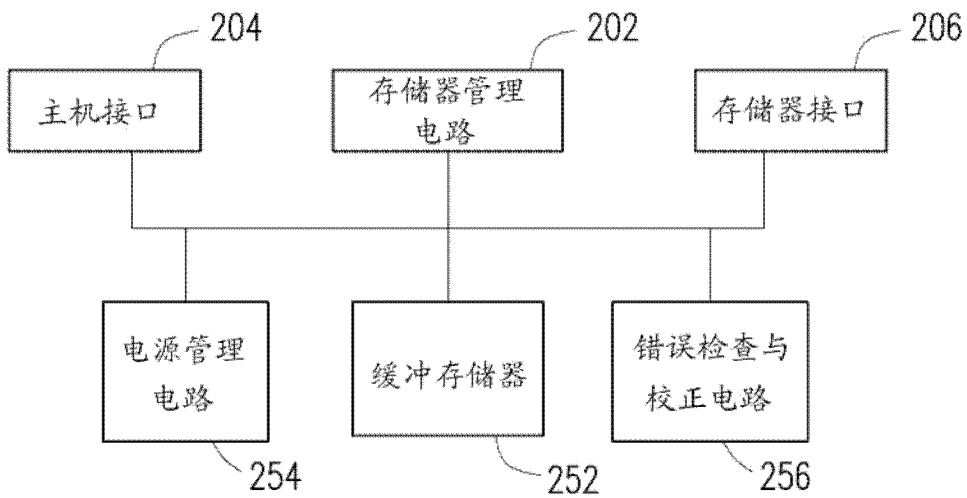 204
202
206
主机接口
存储器管理
电路
存储器接口
电源管理
电路
缓冲存储器
错误检查与
校正电路
254
252
256